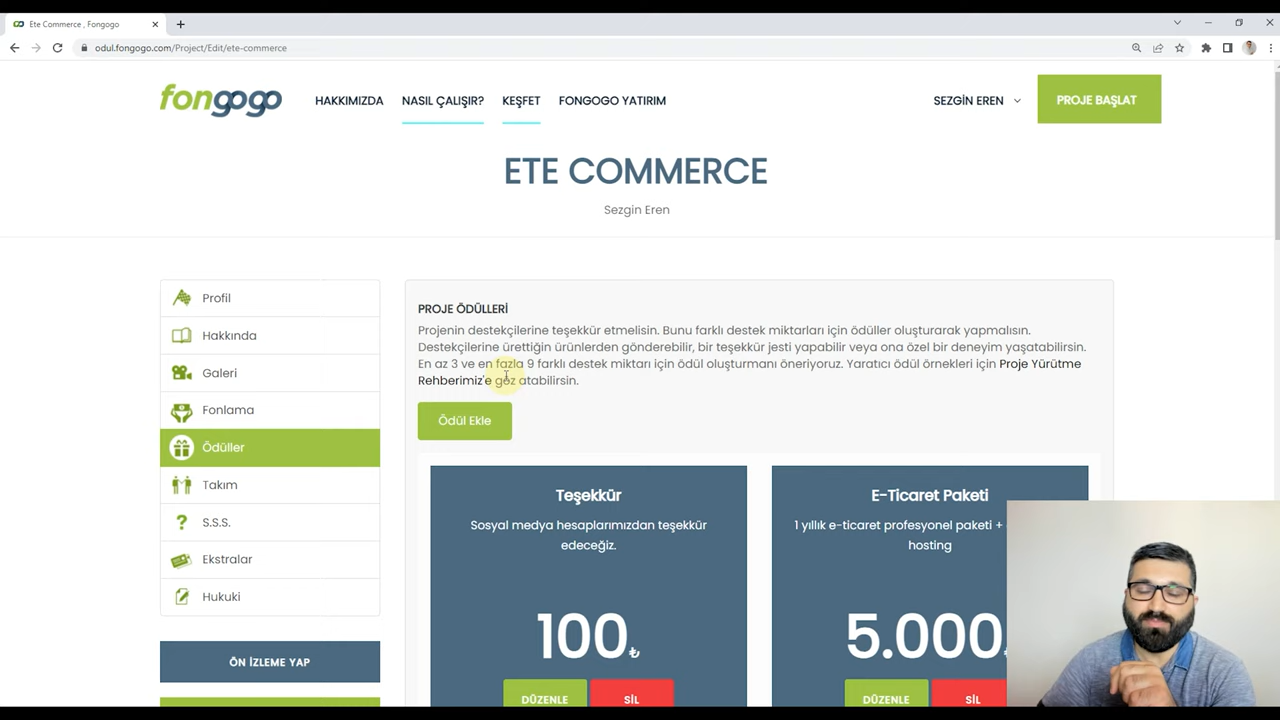 Ete Commerce , Fongogo
odul.fongogo.com/Project/Edit/ete-commerce
fongogo
HAKKIMIZDA
NASIL ÇALIŞIR?
KEŞFET
FONGOGO YATIRIM
SEZGİN EREN
PROJE BAŞLAT
ETE COMMERCE
Sezgin Eren
Profil
Hakkında
Galeri
Fonlama
Ödüller
Takım
S.S.S.
Ekstralar
Hukuki
ÖN İZLEME YAP
PROJE ÖDÜLLERİ
Projenin destekçilerine teşekkür etmelisin. Bunu farklı destek miktarları için ödüller oluşturarak yapmalısın.
Destekçilerine ürettiğin ürünlerden gönderebilir, bir teşekkür jesti yapabilir veya ona özel bir deneyim yaşatabilirsin.
En az 3 ve en fazla 9 farklı destek miktarı için ödül oluşturmanı öneriyoruz. Yaratıcı ödül örnekleri için Proje Yürütme
Rehberimiz'e göz atabilirsin.
Ödül Ekle
Teşekkür
Sosyal medya hesaplarımızdan teşekkür
edeceğiz.
100₺
DÜZENLE
SİL
E-Ticaret Paketi
1 yıllık e-ticaret profesyonel paketi +
hosting
5.000
DÜZENLE
SİL